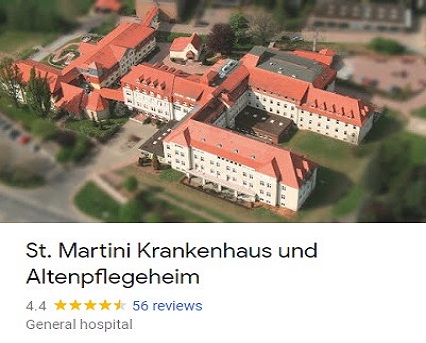 St. Martini Krankenhaus und
Altenpflegeheim
4.4 ★★★★⯪ 56 reviews
General hospital